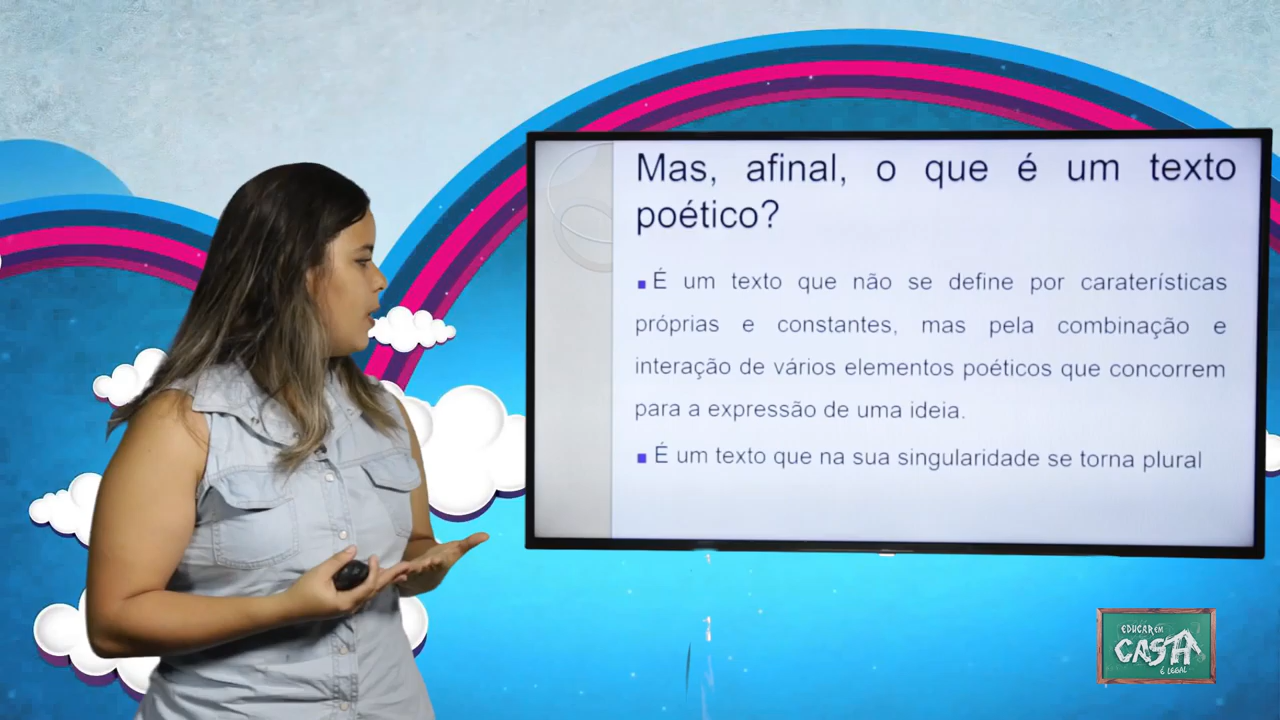 Mas, afinal, o que é um texto
poético?
▪É um texto que não se define por caraterísticas
próprias e constantes, mas pela combinação e
interação de vários elementos poéticos que concorrem
para a expressão de uma ideia.
▪É um texto que na sua singularidade se torna plural
EDUCAR EM
CASA
É LEGAL